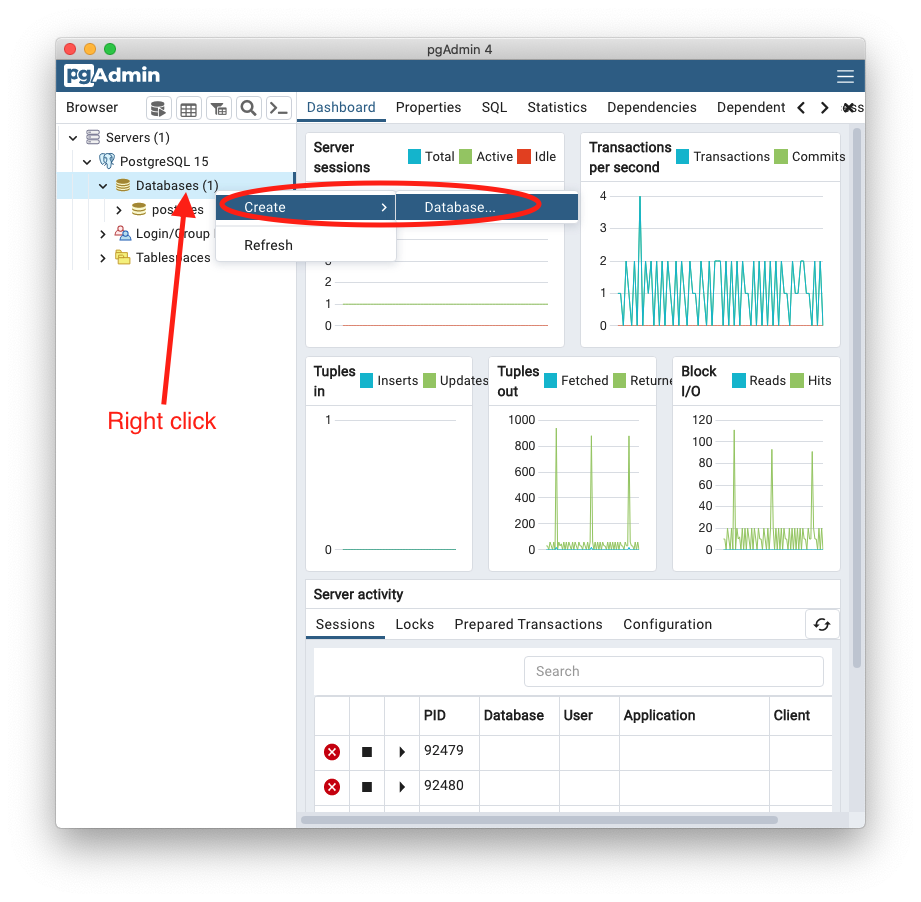 pgAdmin 4
pgAdmin
Browser
Dashboard Properties SQL Statistics Dependencies Dependent
Servers (1)
PostgreSQL 15
Databases (1)
Login/Group
Tablespaces
Create
Database...
Refresh
Right click
Server sessions
Total Active Idle
3
2
1
0
Transactions per second
Transactions Commits
4
3
2
1
0
Tuples in
Inserts Updates
1
0
Tuples out
Fetched Returne
1000
800
600
400
200
0
Block I/O
Reads Hits
120
100
80
60
40
20
0
Server activity
Sessions Locks Prepared Transactions Configuration
Search
PID Database User Application Client
92479
92480